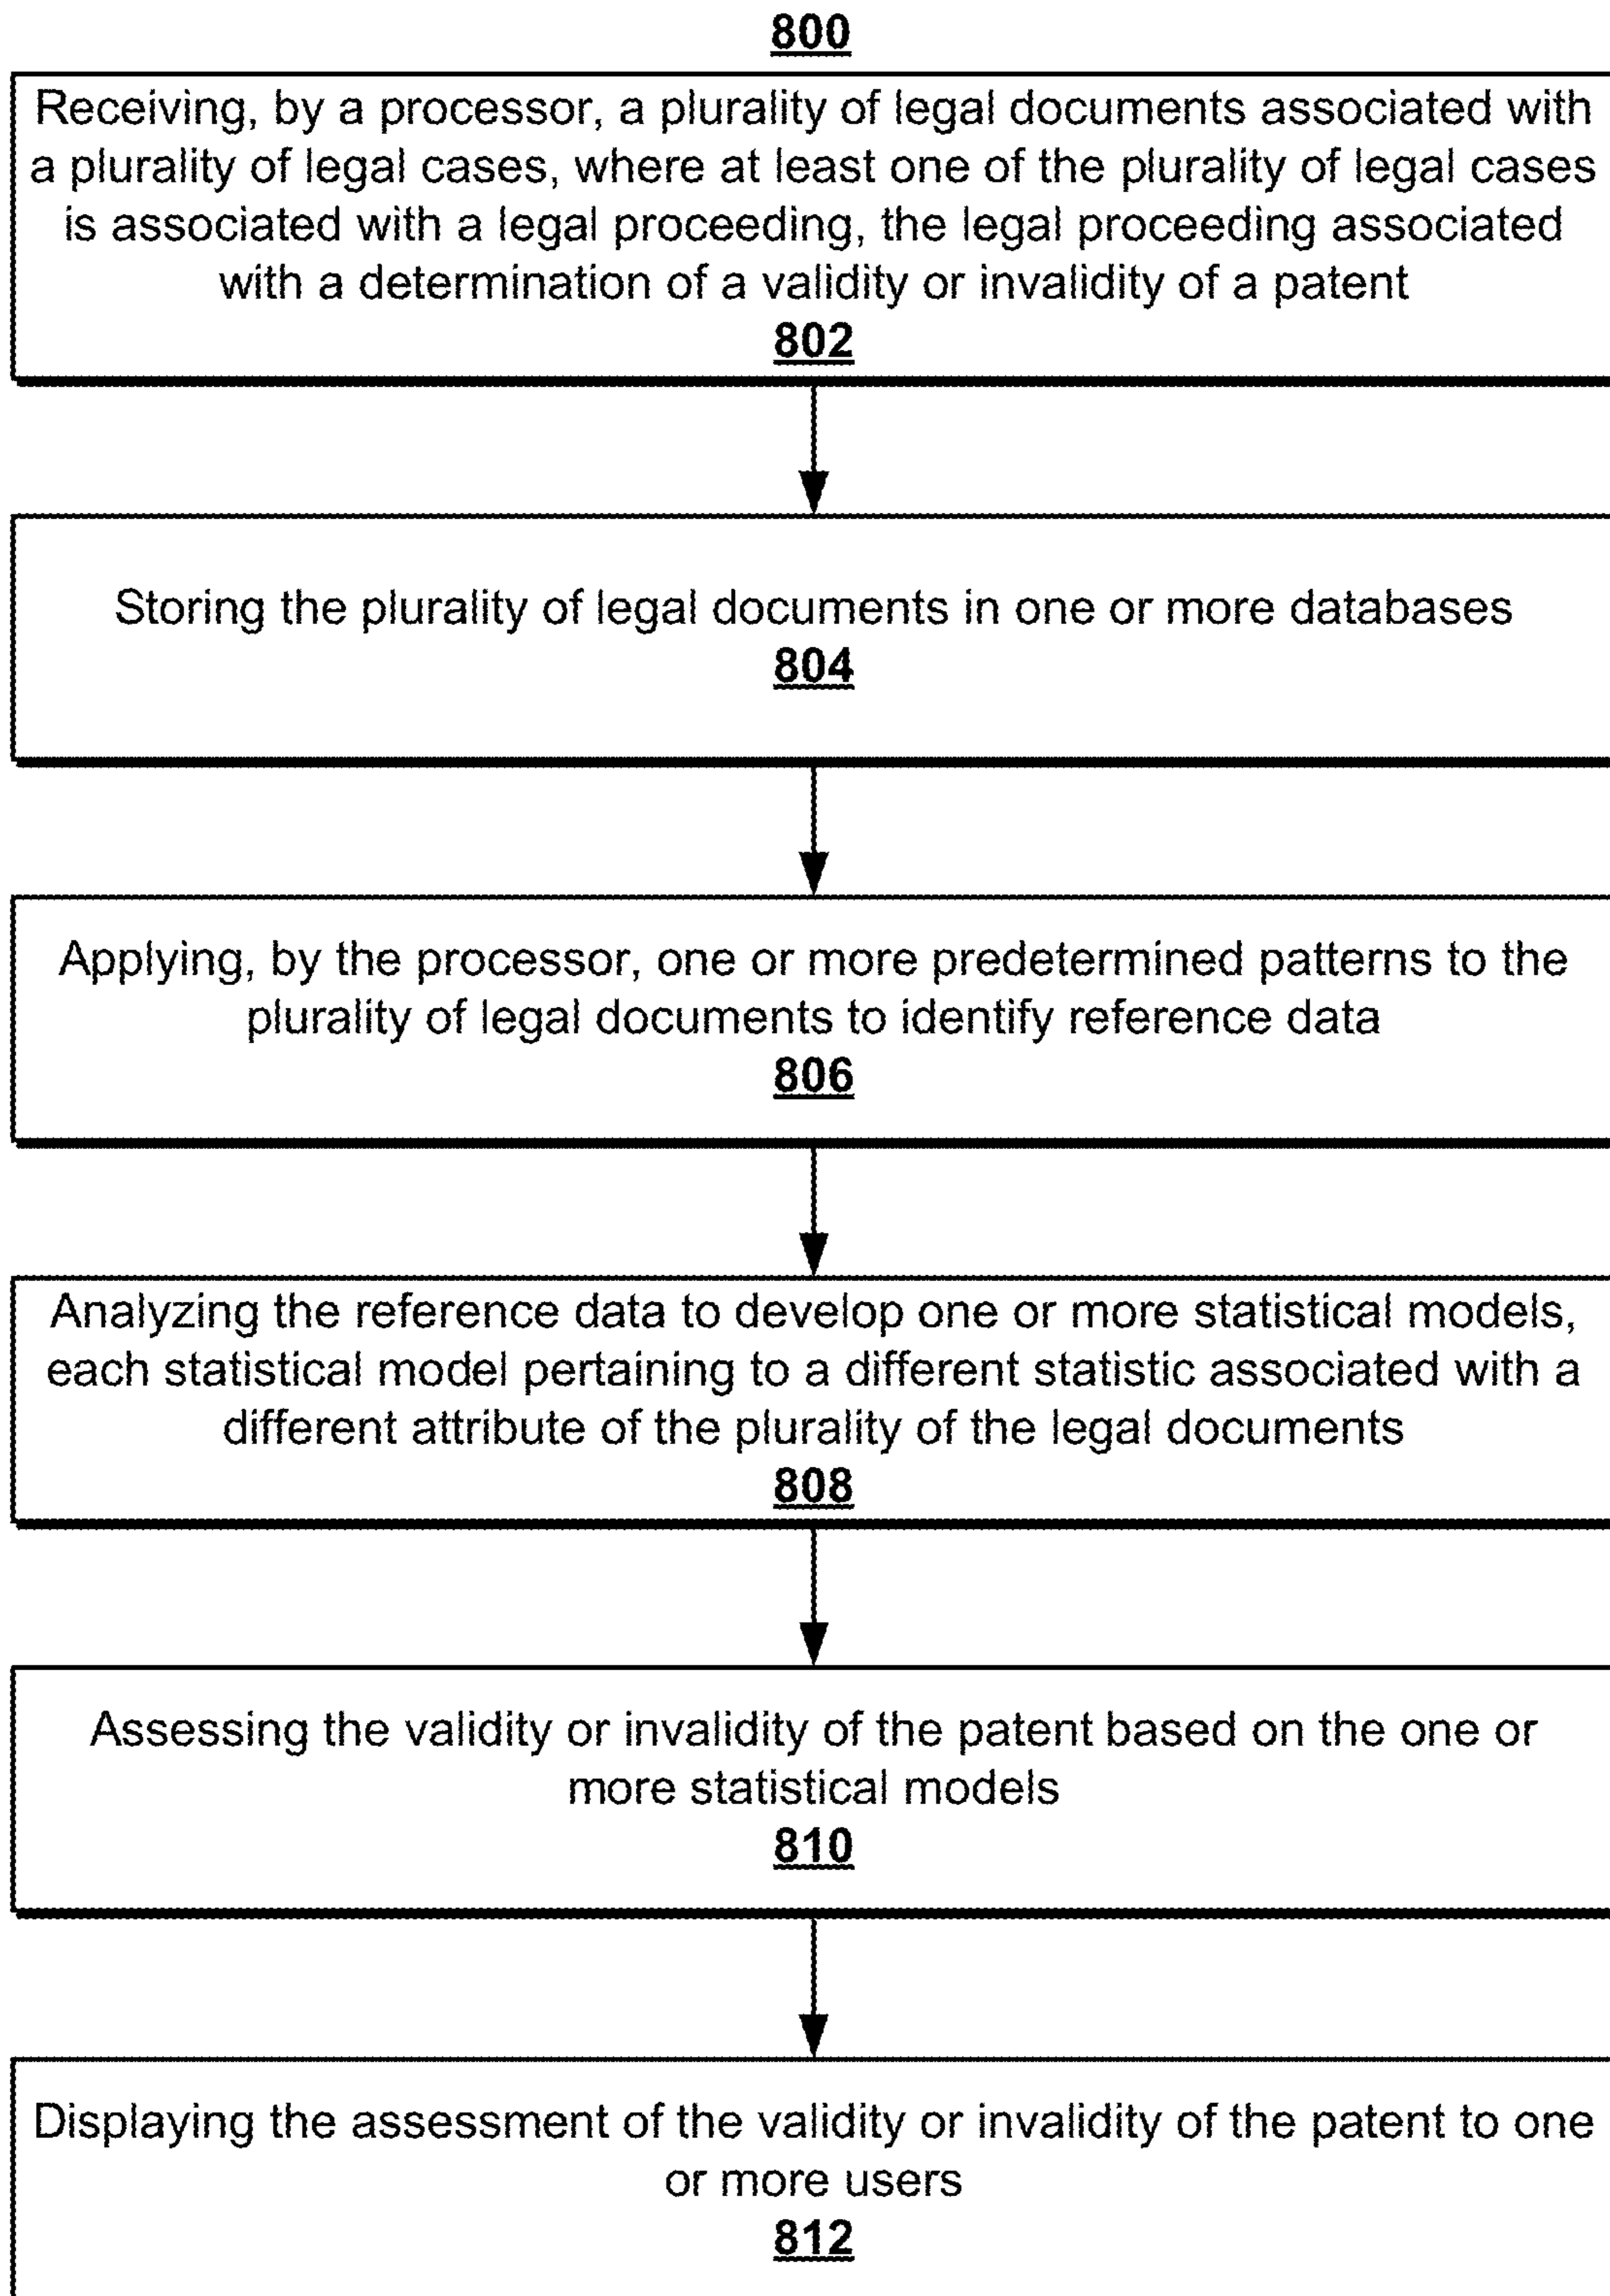 800
Receiving, by a processor, a plurality of legal documents associated with
a plurality of legal cases, where at least one of the plurality of legal cases
is associated with a legal proceeding, the legal proceeding associated
with a determination of a validity or invalidity of a patent
802
Storing the plurality of legal documents in one or more databases
804
Applying, by the processor, one or more predetermined patterns to the
plurality of legal documents to identify reference data
806
Analyzing the reference data to develop one or more statistical models,
each statistical model pertaining to a different statistic associated with a
different attribute of the plurality of the legal documents
808
Assessing the validity or invalidity of the patent based on the one or
more statistical models
810
Displaying the assessment of the validity or invalidity of the patent to one
or more users
812